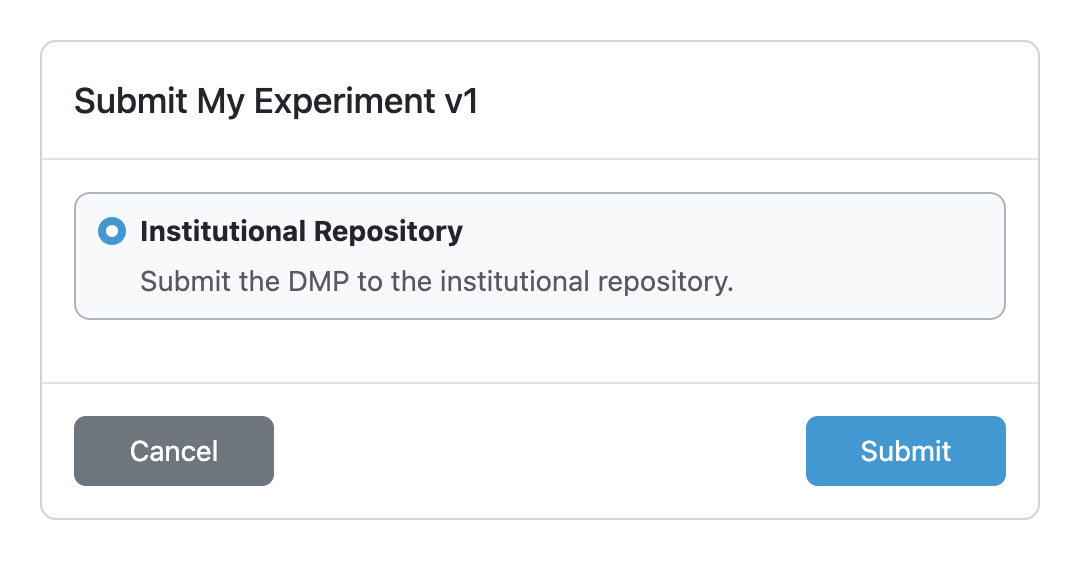 Submit My Experiment v1
Institutional Repository
Submit the DMP to the institutional repository.
Cancel
Submit